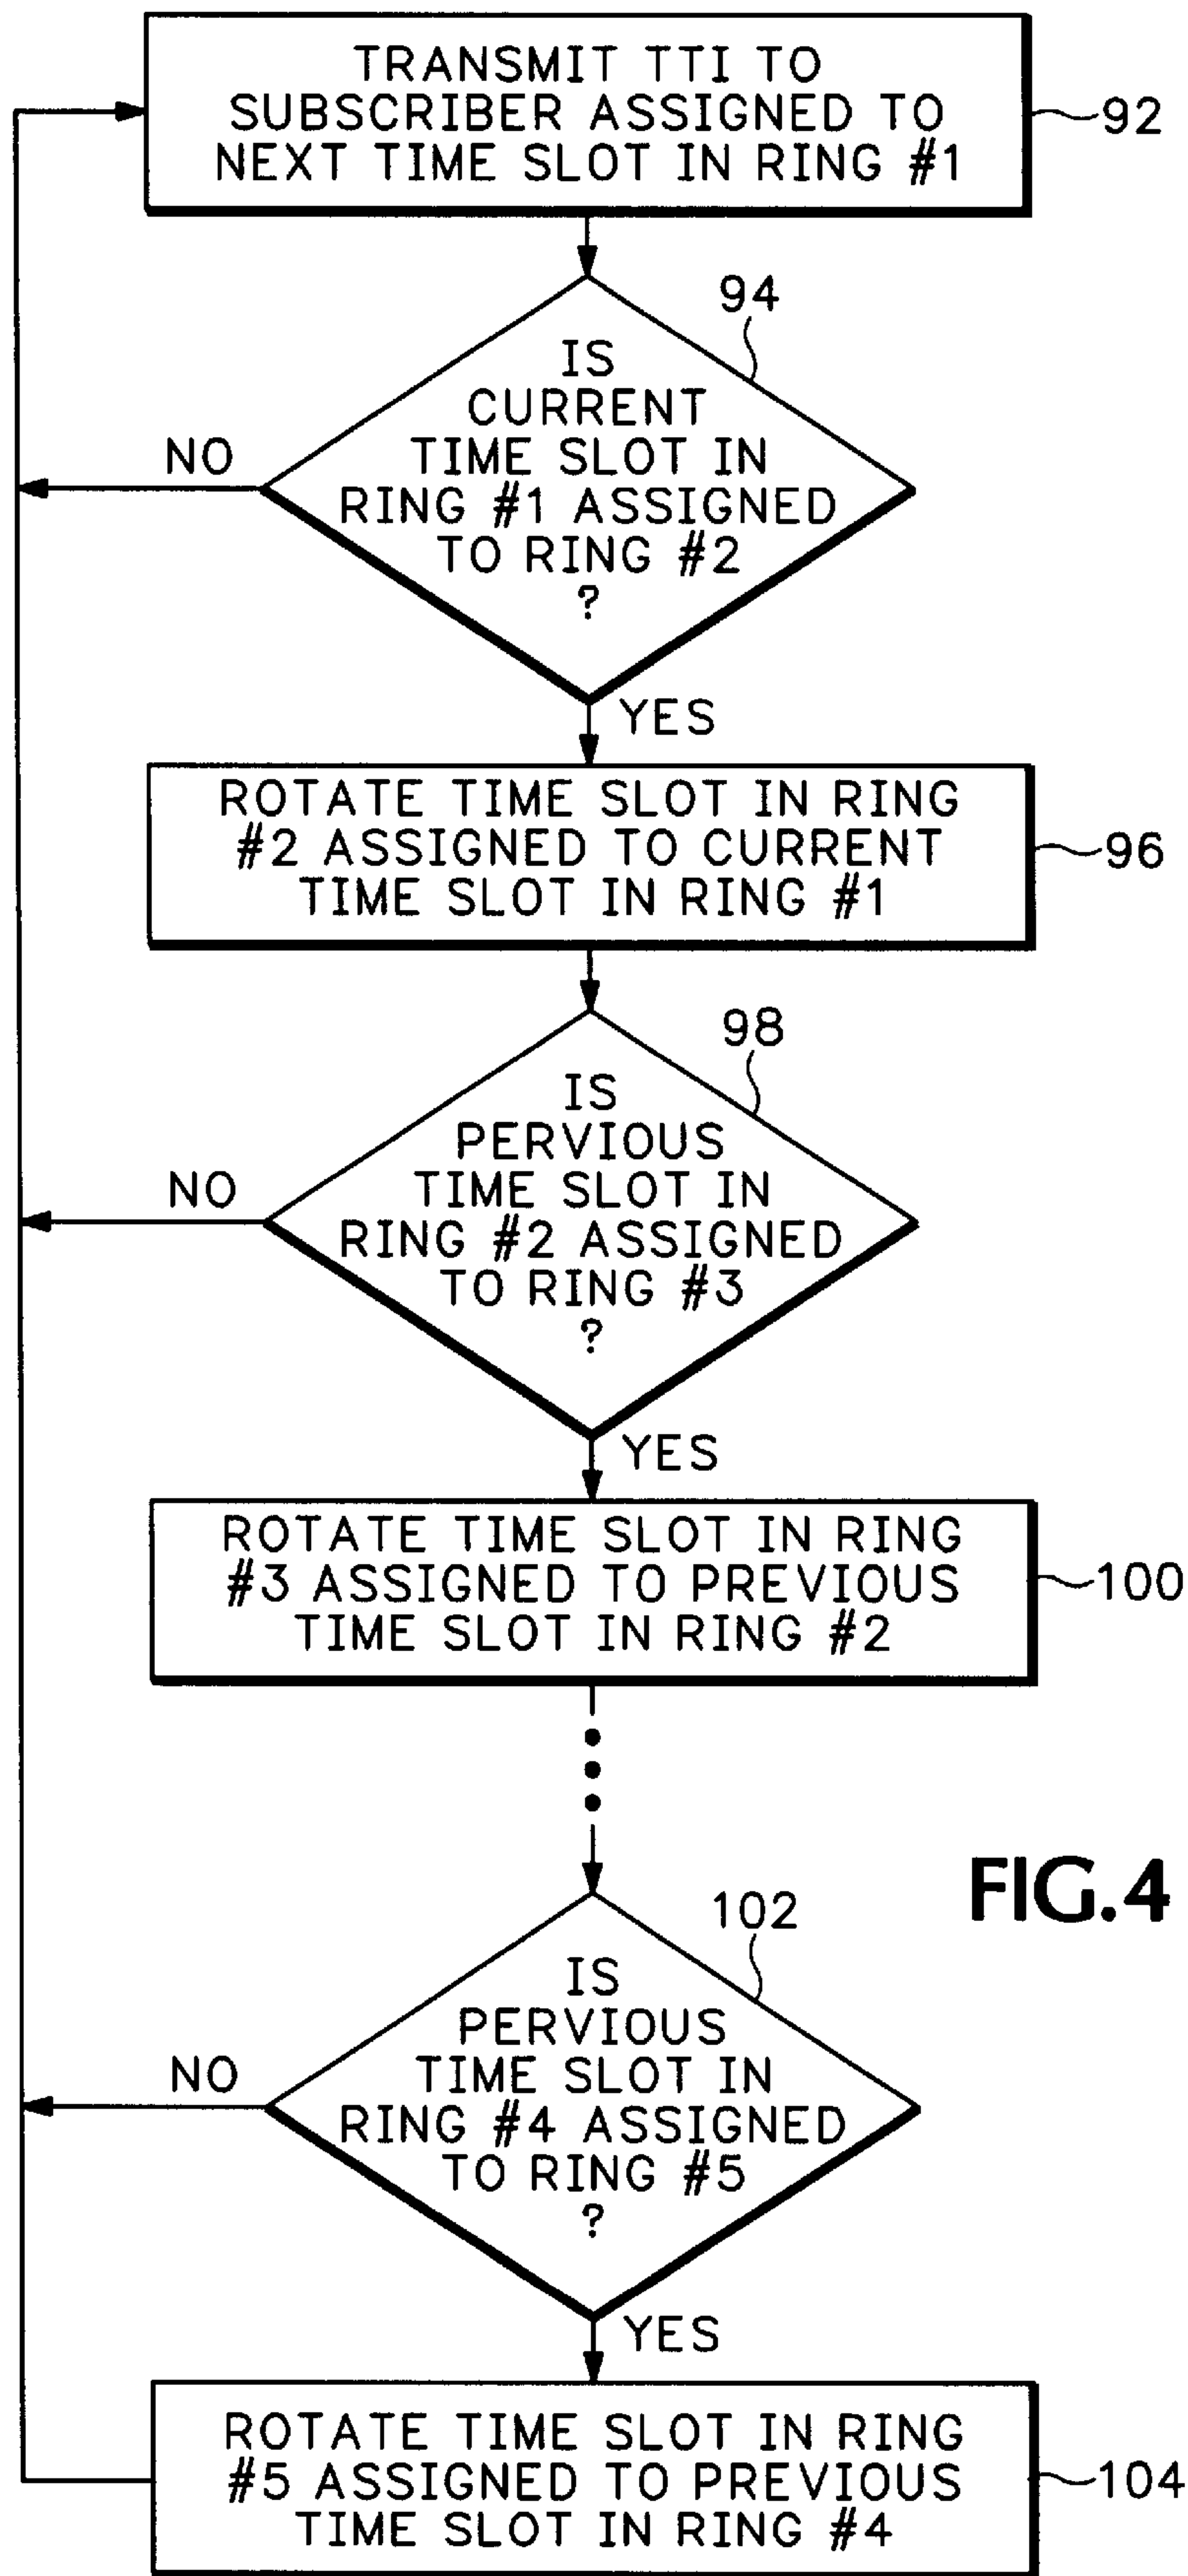 TRANSMIT TTI TO
SUBSCRIBER ASSIGNED TO
NEXT TIME SLOT IN RING #1
92
94
IS
CURRENT
TIME SLOT IN
RING #1 ASSIGNED
TO RING #2
?
NO
YES
ROTATE TIME SLOT IN RING
#2 ASSIGNED TO CURRENT
TIME SLOT IN RING #1
96
98
IS
PERVIOUS
TIME SLOT IN
RING #2 ASSIGNED
TO RING #3
?
NO
YES
ROTATE TIME SLOT IN RING
#3 ASSIGNED TO PREVIOUS
TIME SLOT IN RING #2
100
FIG.4
102
IS
PERVIOUS
TIME SLOT IN
RING #4 ASSIGNED
TO RING #5
?
NO
YES
ROTATE TIME SLOT IN RING
#5 ASSIGNED TO PREVIOUS
TIME SLOT IN RING #4
104